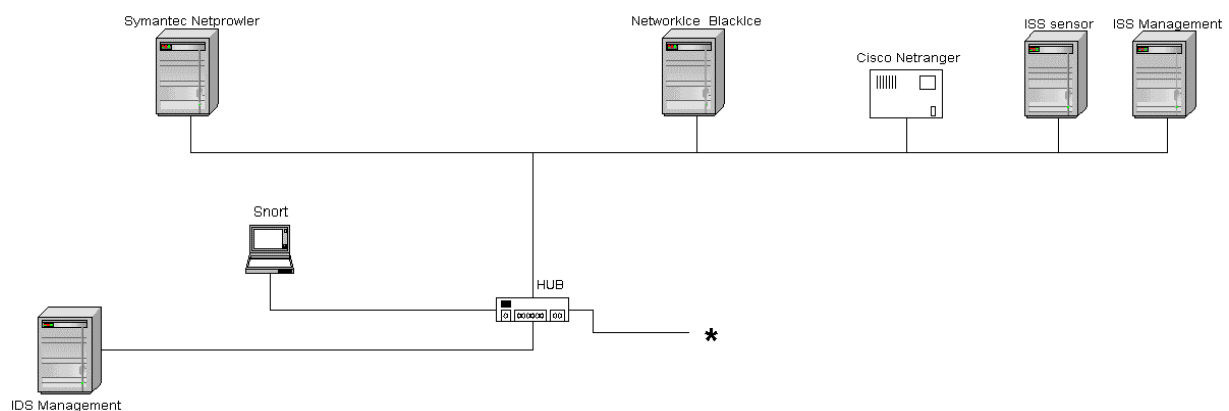 Symantec Netprowler
NetworkIce BlackIce
ISS sensor
ISS Management
Cisco Netranger
Snort
HUB
*
IDS Management